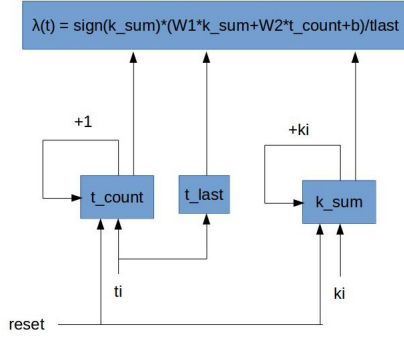 λ(t) = sign(k_sum)*(W1*k_sum+W2*t_count+b)/tlast
+1
+ki
t_count
t_last
k_sum
ti
ki
reset